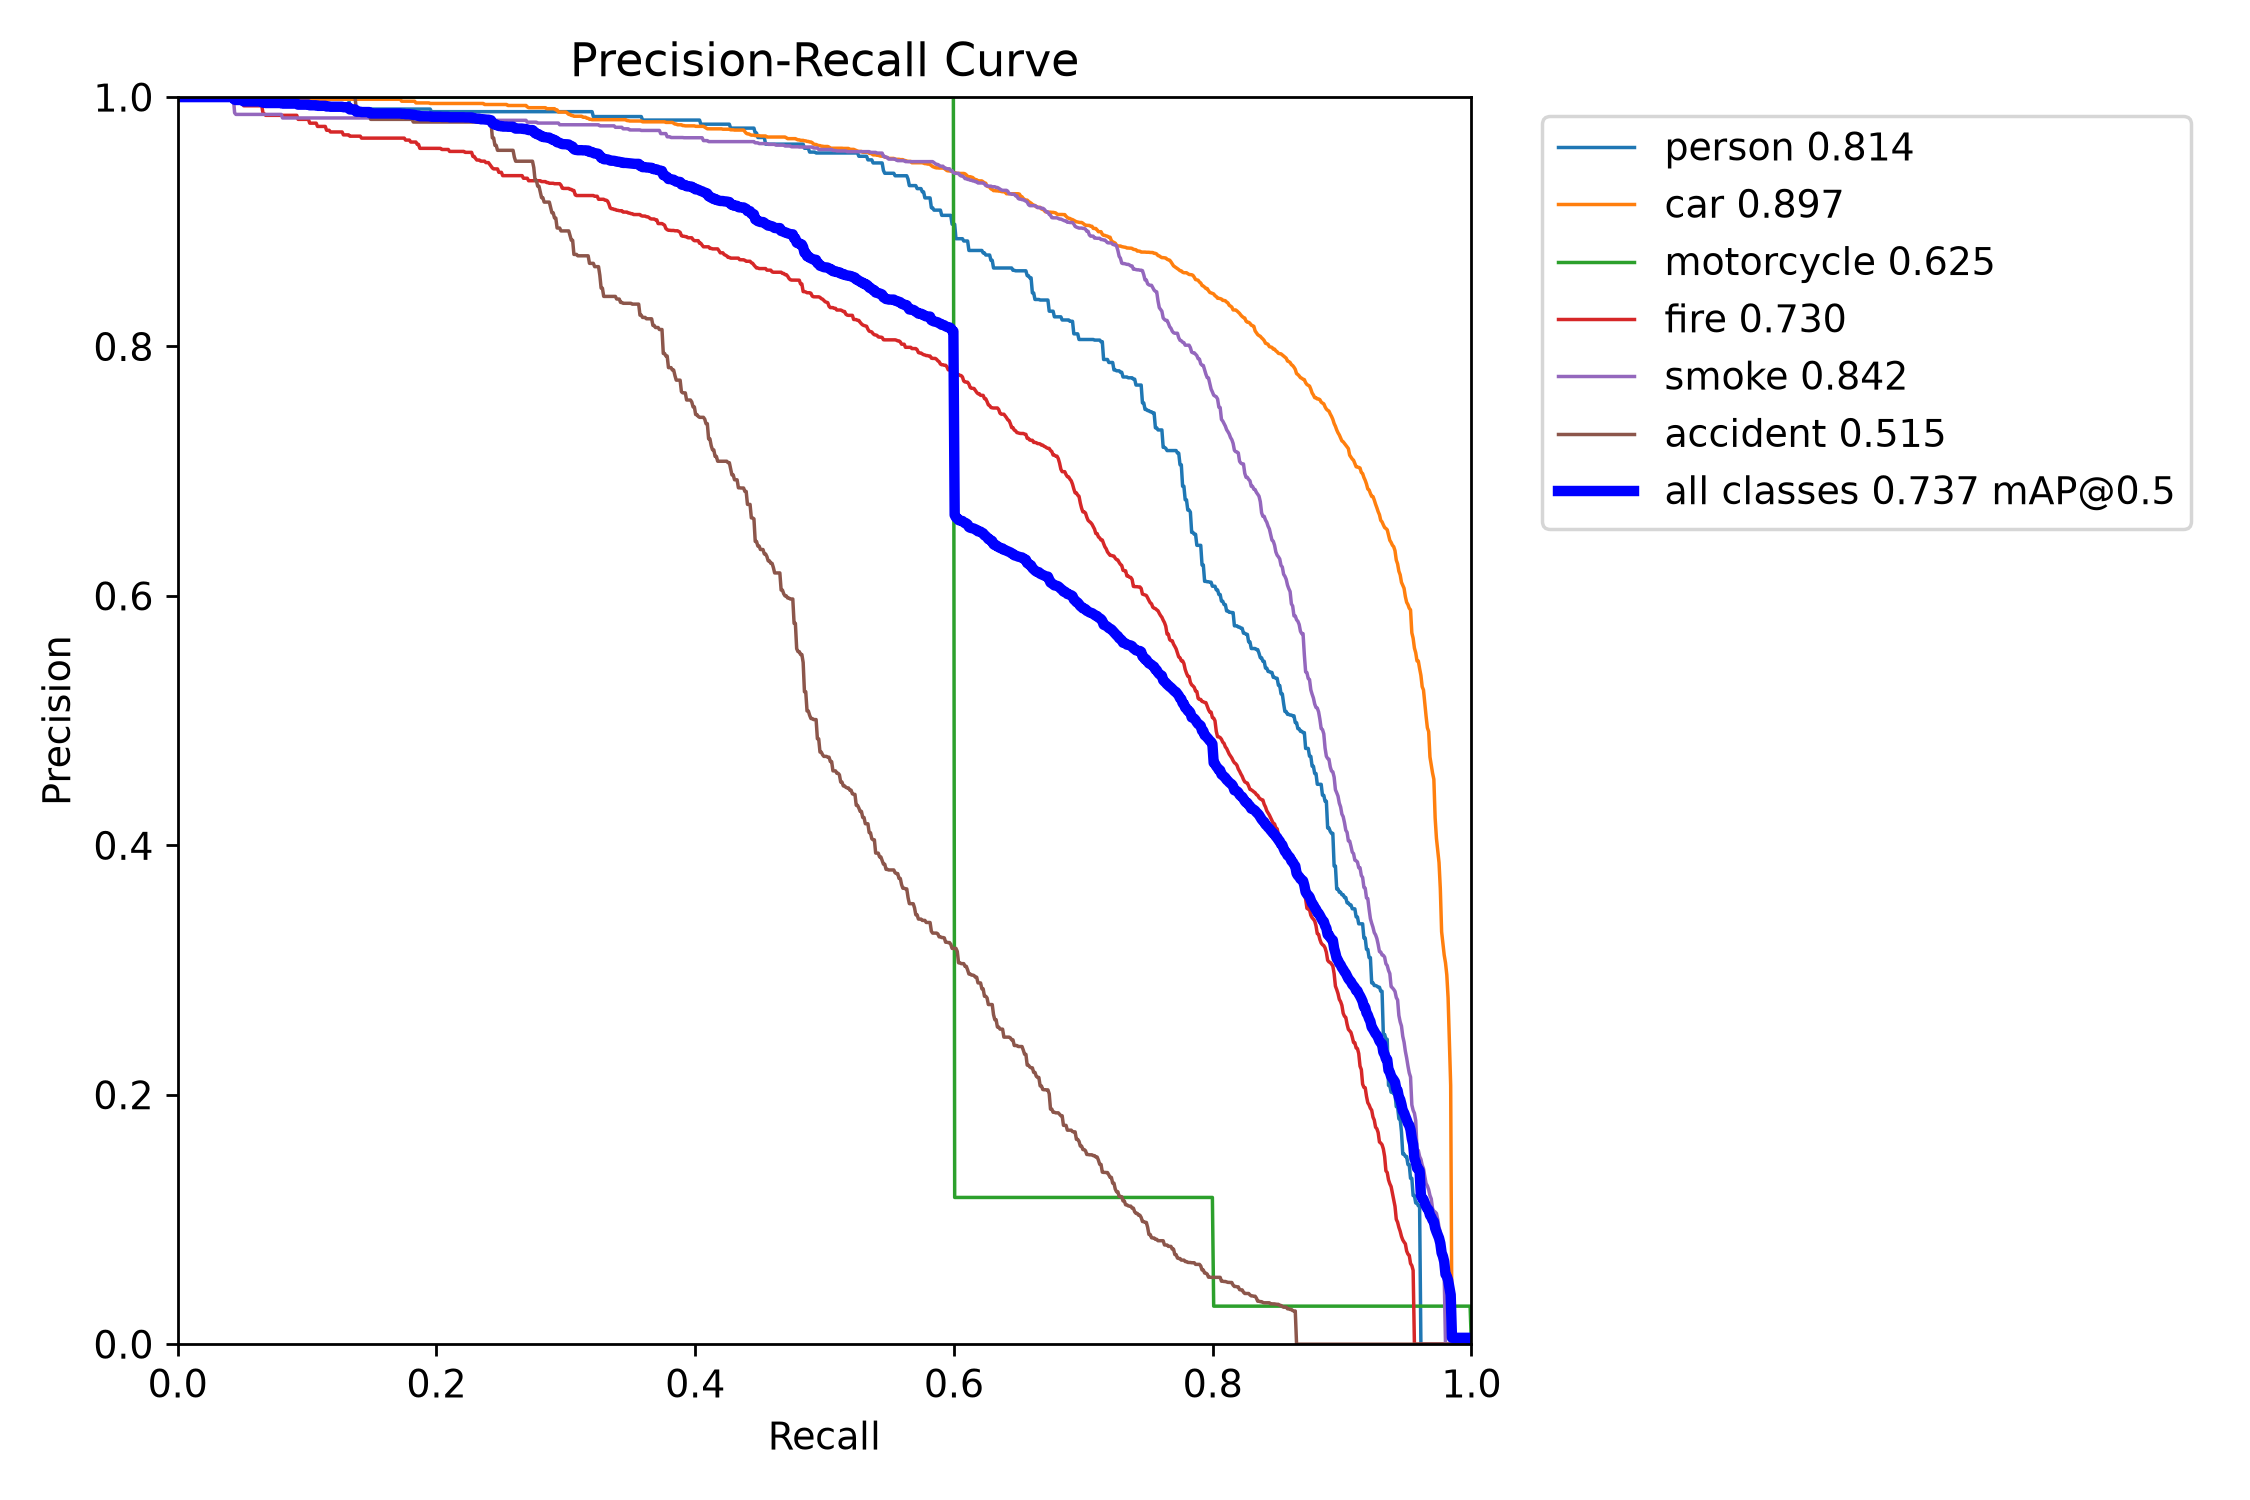 Precision-Recall Curve
1.0
0.8
0.6
0.4
0.2
0.0
Precision
0.0 0.2 0.4 0.6 0.8 1.0
Recall
person 0.814
car 0.897
motorcycle 0.625
fire 0.730
smoke 0.842
accident 0.515
all classes 0.737 mAP@0.5